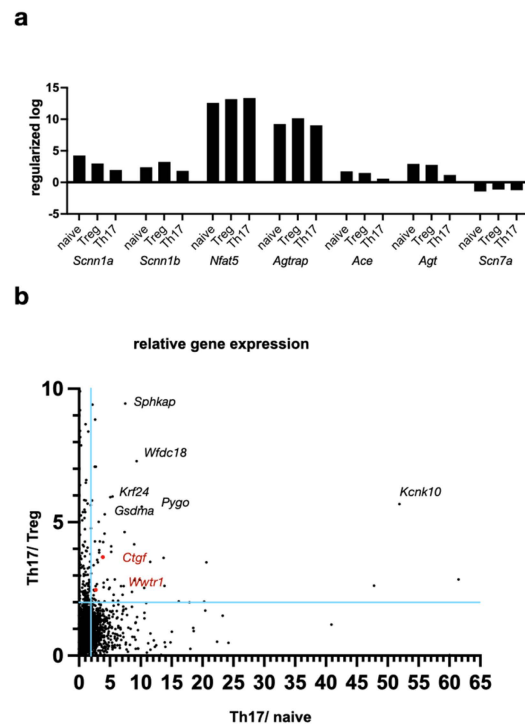 a
regularized log
15
10
5
0
-5
naive Treg Th17 naive Treg Th17 naive Treg Th17 naive Treg Th17 naive Treg Th17 naive Treg Th17 naive Treg Th17
Scnn1a Scnn1b Nfat5 Agtrap Ace Agt Scn7a
b
relative gene expression
10
Sphkap
Wfdc18
Krf24
Kcnk10
Pygo
Gsdma
Th17/ Treg
5
Ctgf
Wwtr1
0
0 5 10 15 20 25 30 35 40 45 50 55 60 65
Th17/ naive